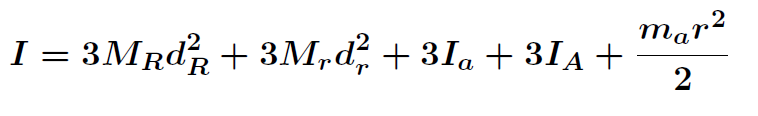 I = 3M_R d_R^2 + 3M_r d_r^2 + 3I_a + 3I_A + \frac{m_a r^2}{2}